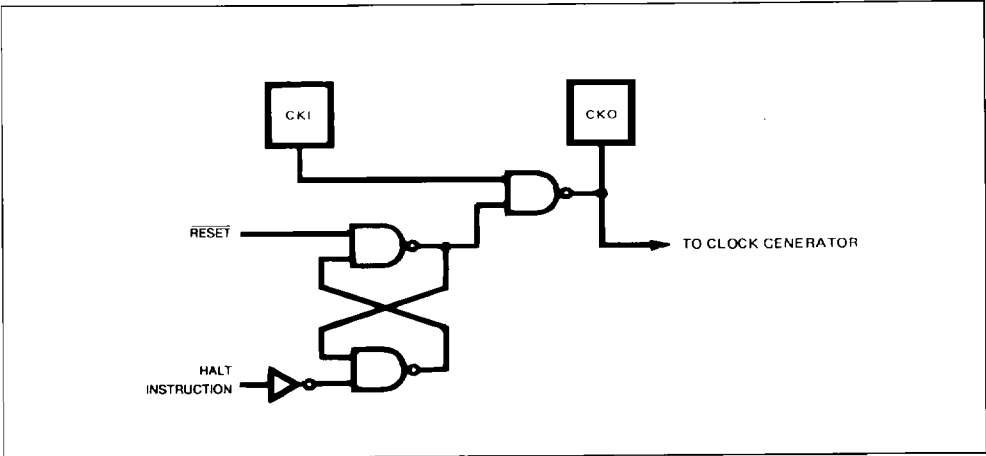 CKI
CKO
RESET
TO CLOCK GENERATOR
HALT
INSTRUCTION